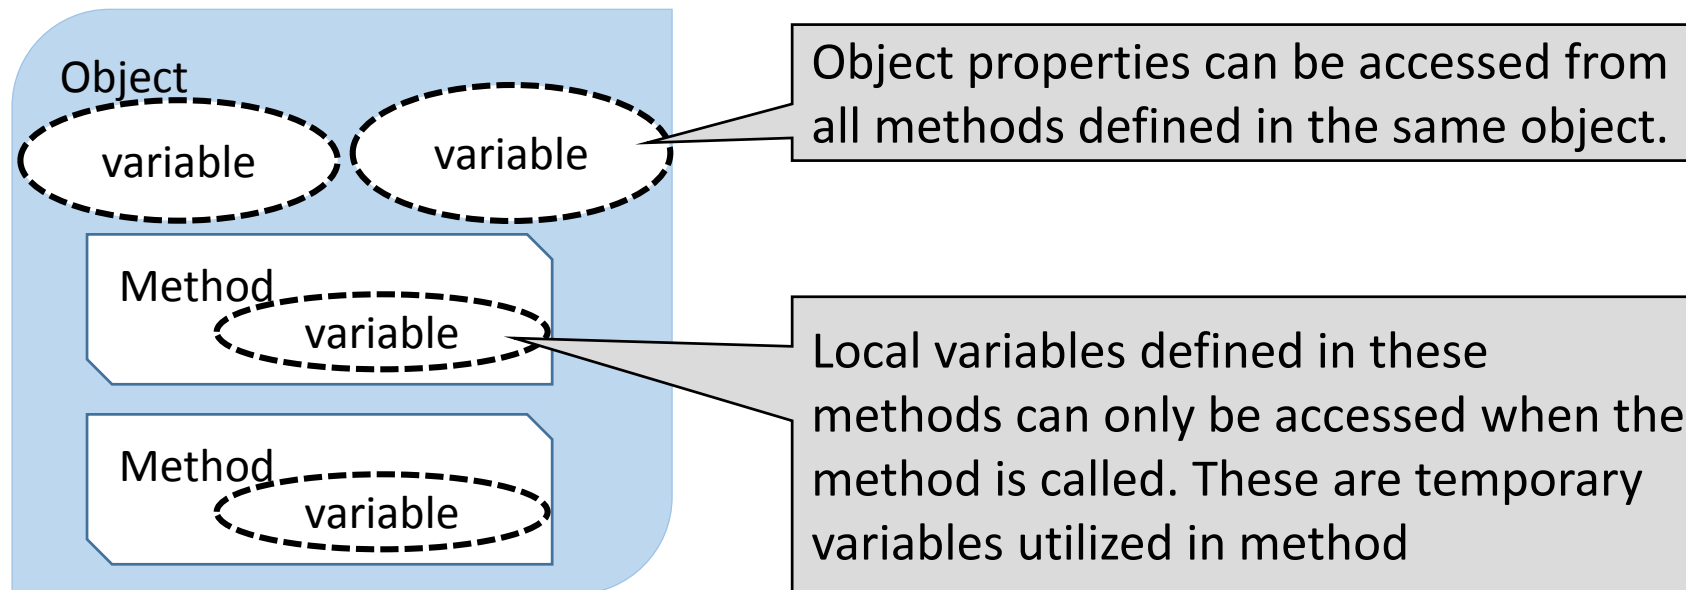 Object
variable
variable
Object properties can be accessed from
all methods defined in the same object.
Method
variable
Local variables defined in these
methods can only be accessed when the
method is called. These are temporary
variables utilized in method
Method
variable